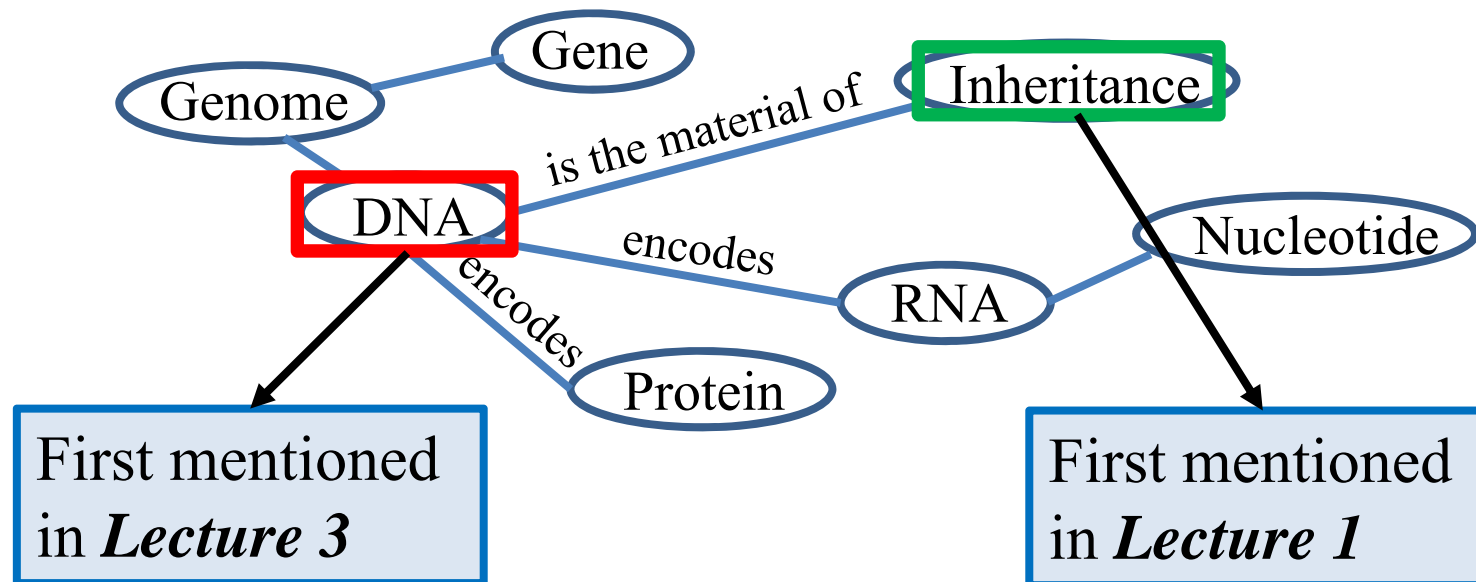 Gene
Genome
Inheritance
is the material of
DNA
encodes
Nucleotide
encodes
RNA
Protein
First mentioned
in Lecture 3
First mentioned
in Lecture 1